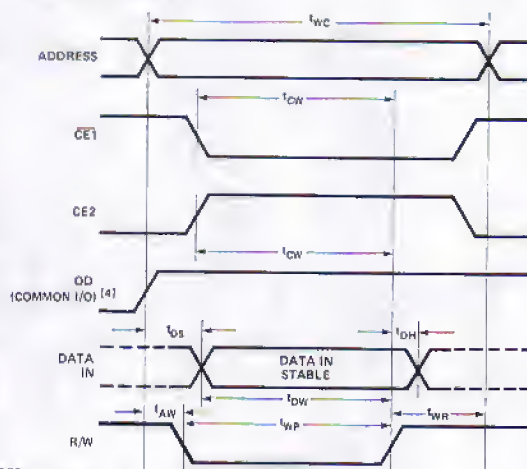 tWC
ADDRESS
tCW
CE1
CE2
tCW
OD
(COMMON I/O) [4]
tDS
tDH
DATA
IN
DATA IN
STABLE
tDW
tAW
tWP
tWR
R/W